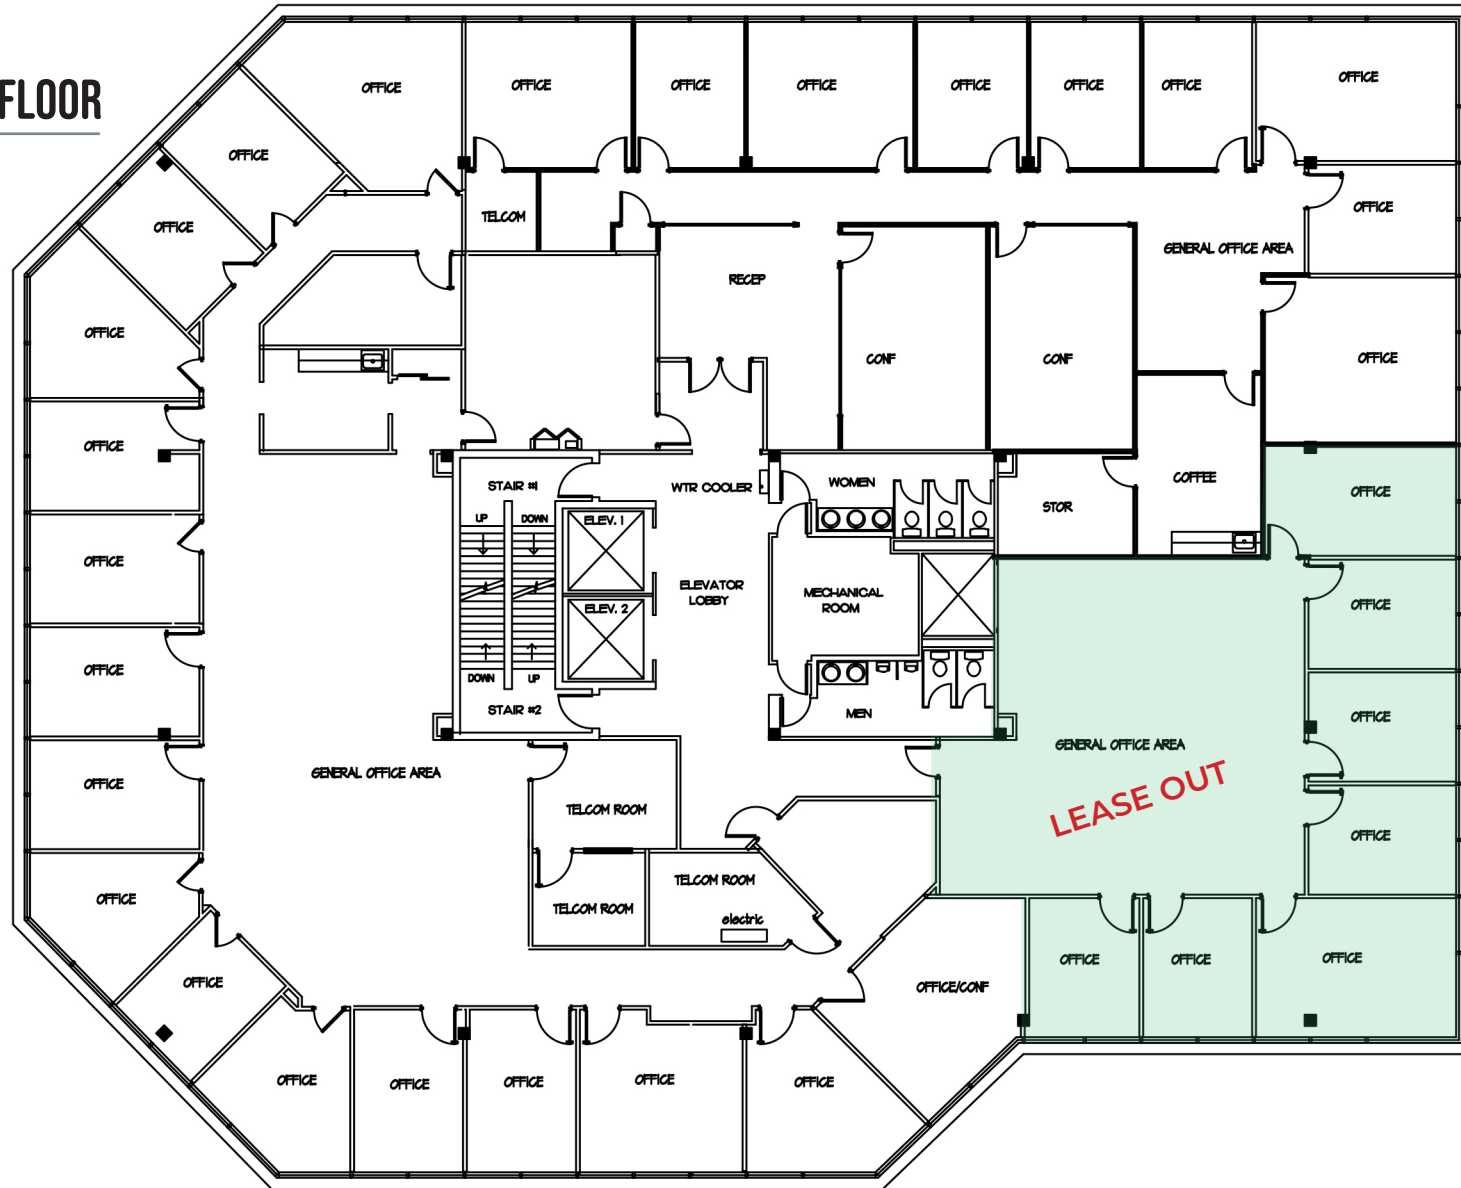 FLOOR
OFFICE
OFFICE
OFFICE
OFFICE
OFFICE
OFFICE
OFFICE
OFFICE
OFFICE
OFFICE
TELCOM
OFFICE
OFFICE
GENERAL OFFICE AREA
RECEP
OFFICE
CONF
CONF
OFFICE
OFFICE
STAIR #1
WTR COOLER
WOMEN
COFFEE
OFFICE
STOR
UP
DOWN
ELEV. 1
OFFICE
ELEVATOR
LOBBY
MECHANICAL
ROOM
ELEV. 2
OFFICE
OFFICE
DOWN
UP
STAIR #2
MEN
OFFICE
GENERAL OFFICE AREA
GENERAL OFFICE AREA
OFFICE
LEASE OUT
TELCOM ROOM
OFFICE
OFFICE
TELCOM ROOM
TELCOM ROOM
electric
OFFICE
OFFICE/CONF
OFFICE
OFFICE
OFFICE
OFFICE
OFFICE
OFFICE
OFFICE
OFFICE